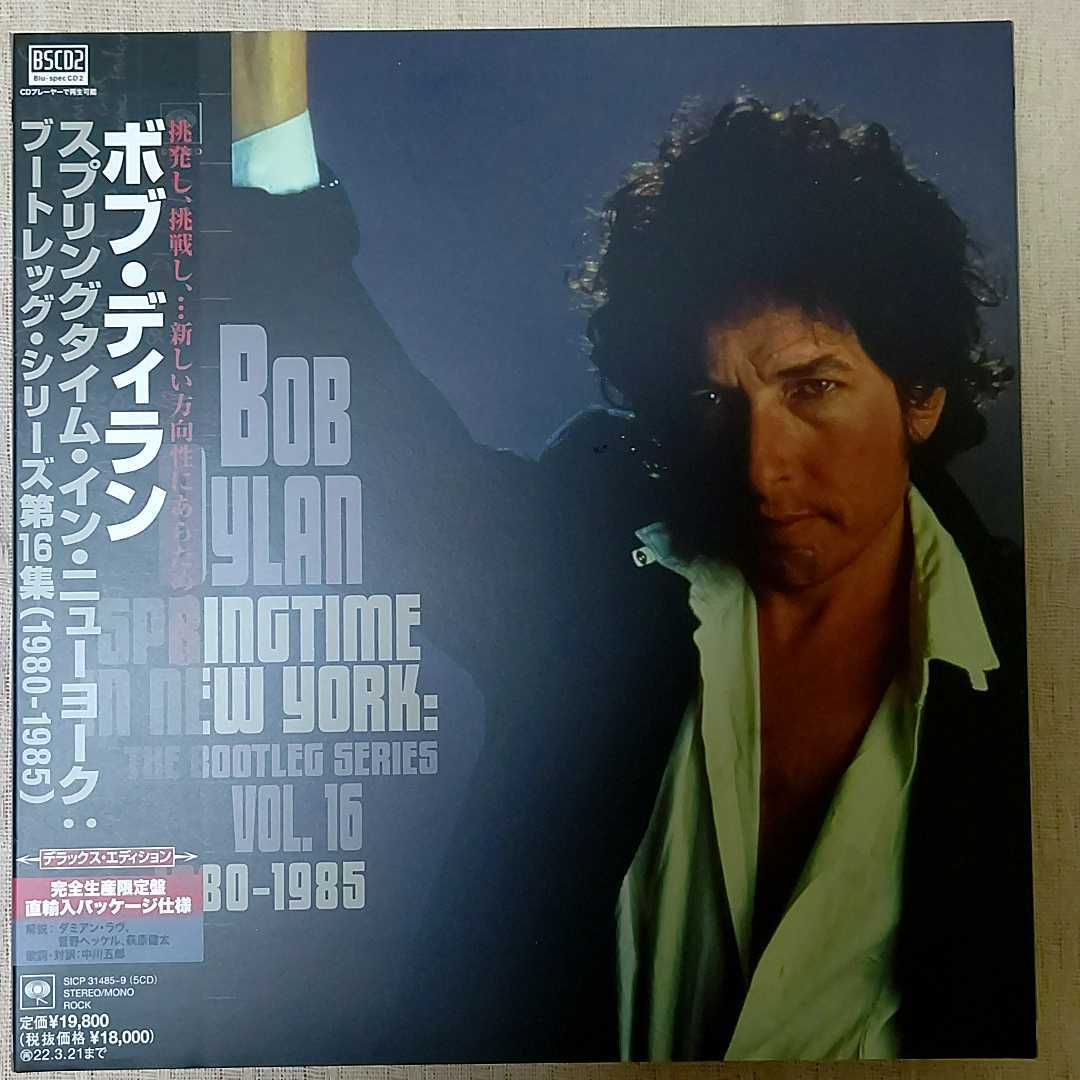 BSCD2
Blu-specCD2
CDプレーヤーで再生可能
ボブ・ディラン
スプリングタイム・イン・ニューヨーク:
ブートレッグ・シリーズ第16集(1980-1985)
挑発し、挑戦し、…新しい方向性にあらため
BOB
DYLAN
SPRINGTIME
IN NEW YORK:
THE BOOTLEG SERIES
VOL. 16
1980-1985
デラックス・エディション
完全生産限定盤
直輸入パッケージ仕様
解説：ダミアン・ラヴ、
菅野ヘッケル、萩原健太
歌詞・対訳：中川五郎
SICP 31485-9 (5CD)
STEREO/MONO
ROCK
定価¥19,800
(税抜価格 ¥18,000)
22.3.21まで